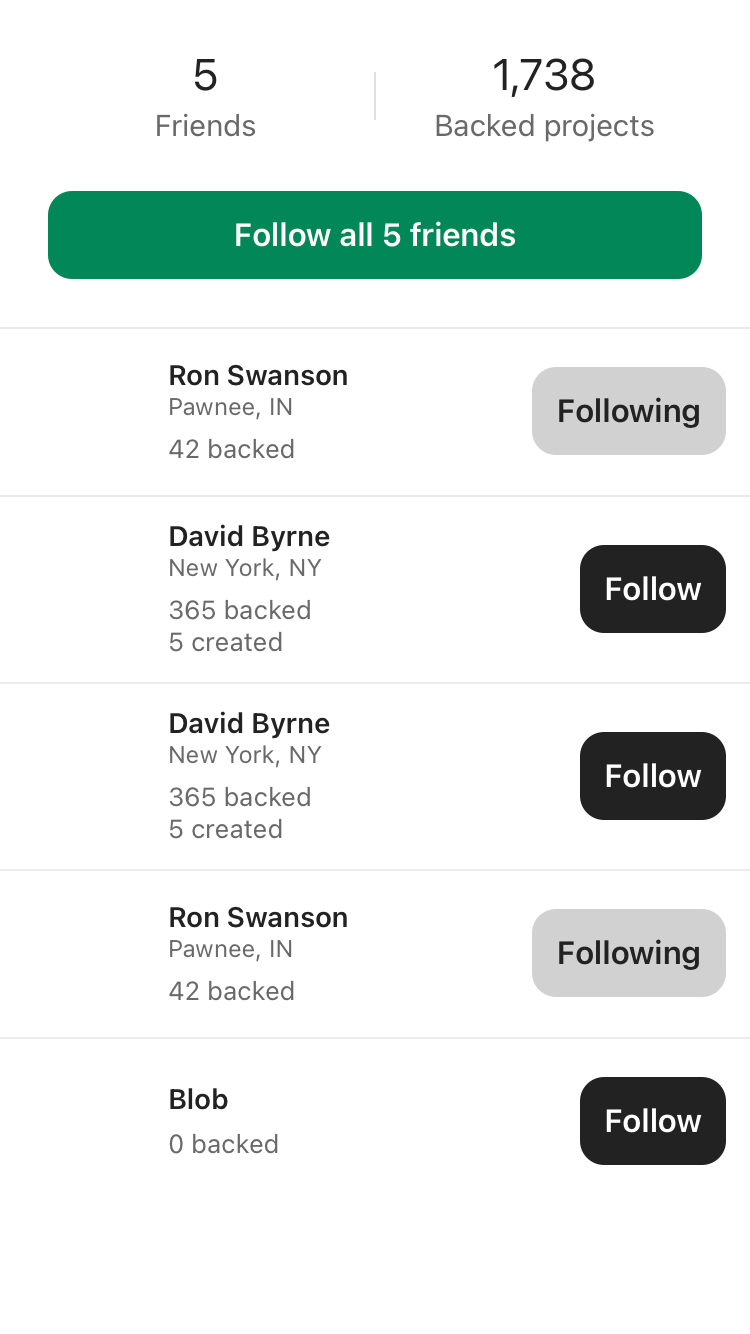 5
Friends
1,738
Backed projects
Follow all 5 friends
Ron Swanson
Pawnee, IN
42 backed
Following
David Byrne
New York, NY
365 backed
5 created
Follow
David Byrne
New York, NY
365 backed
5 created
Follow
Ron Swanson
Pawnee, IN
42 backed
Following
Blob
0 backed
Follow